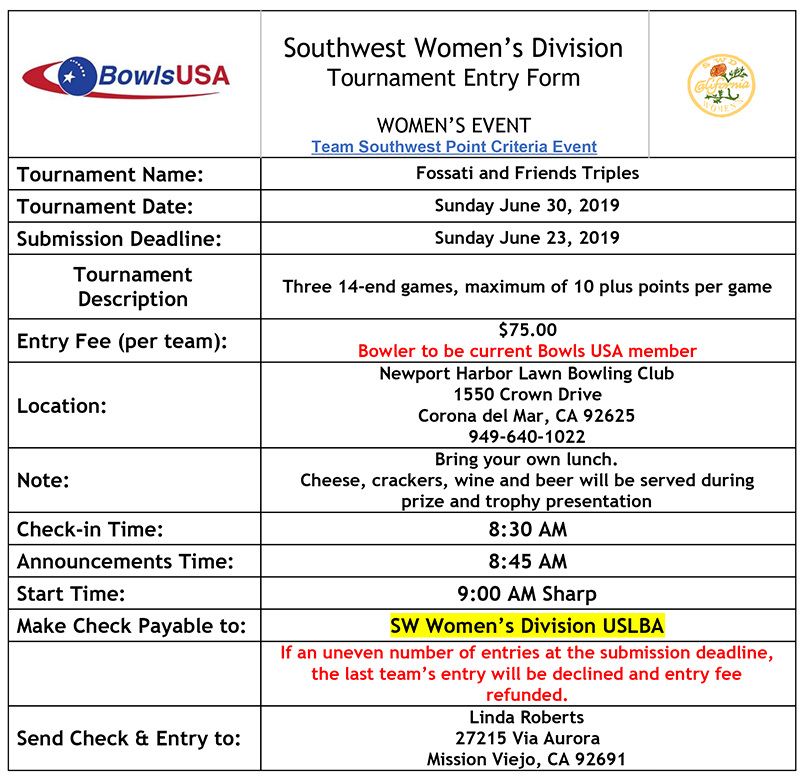 BowlsUSA
Southwest Women’s Division
Tournament Entry Form
WOMEN’S EVENT
Team Southwest Point Criteria Event
SWD
California
WOMEN'S
Tournament Name:
Fossati and Friends Triples
Tournament Date:
Sunday June 30, 2019
Submission Deadline:
Sunday June 23, 2019
Tournament
Description
Three 14-end games, maximum of 10 plus points per game
Entry Fee (per team):
$75.00
Bowler to be current Bowls USA member
Location:
Newport Harbor Lawn Bowling Club
1550 Crown Drive
Corona del Mar, CA 92625
949-640-1022
Note:
Bring your own lunch.
Cheese, crackers, wine and beer will be served during
prize and trophy presentation
Check-in Time:
8:30 AM
Announcements Time:
8:45 AM
Start Time:
9:00 AM Sharp
Make Check Payable to:
SW Women’s Division USLBA
If an uneven number of entries at the submission deadline,
the last team’s entry will be declined and entry fee
refunded.
Send Check & Entry to:
Linda Roberts
27215 Via Aurora
Mission Viejo, CA 92691